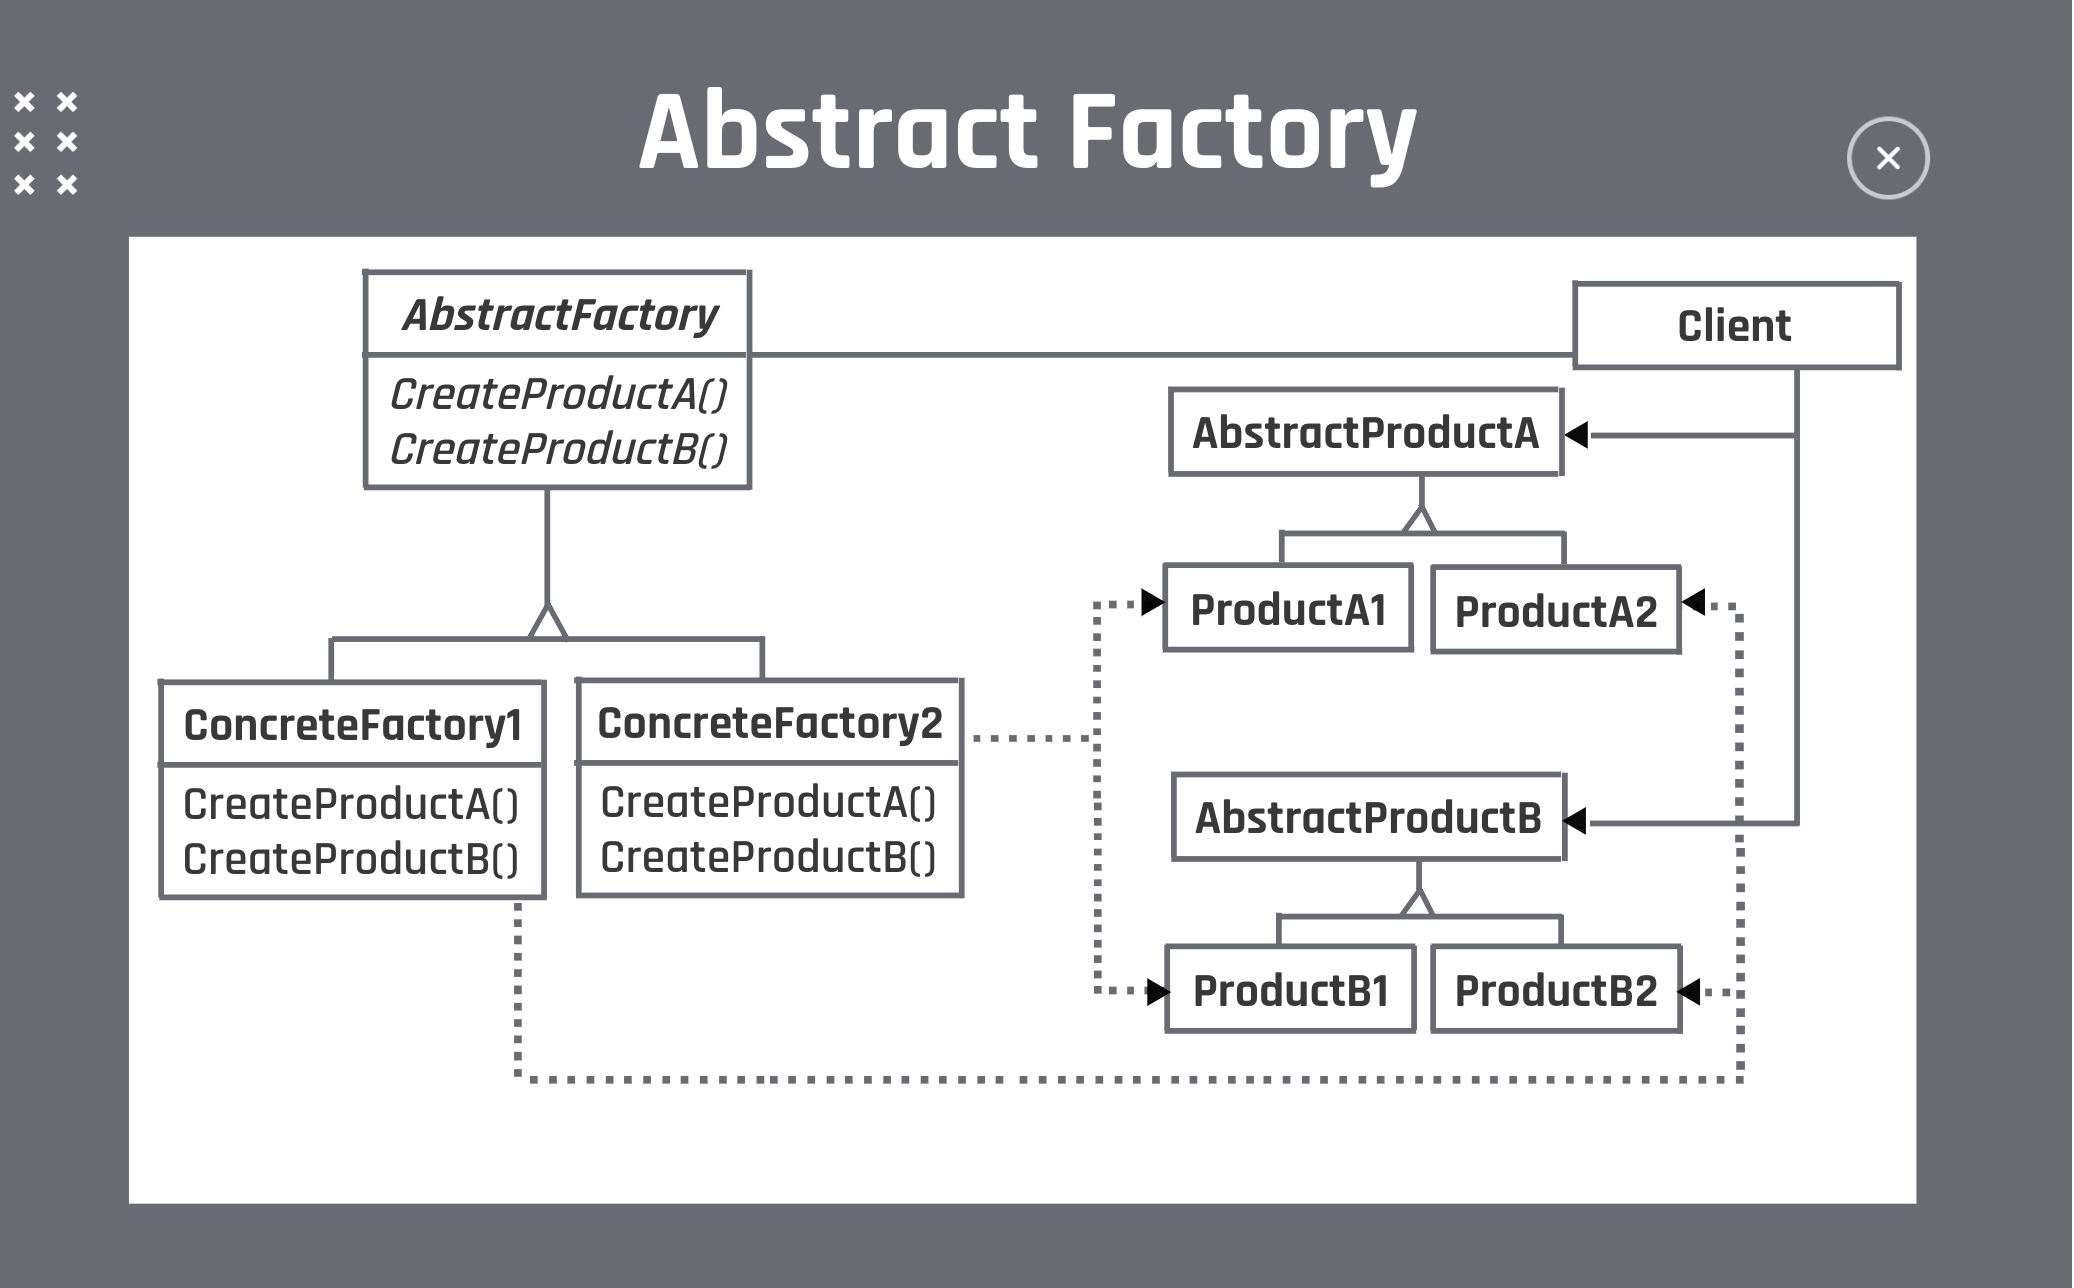 Abstract Factory
AbstractFactory
CreateProductA()
CreateProductB()
Client
AbstractProductA
ProductA1
ProductA2
ConcreteFactory1
CreateProductA()
CreateProductB()
ConcreteFactory2
CreateProductA()
CreateProductB()
AbstractProductB
ProductB1
ProductB2